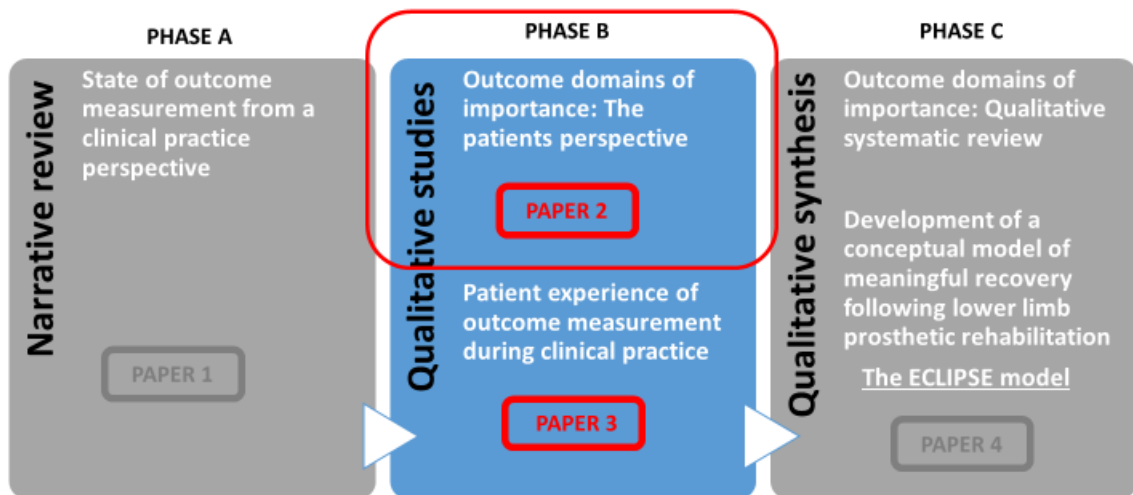 PHASE A
Narrative review
State of outcome
measurement from a
clinical practice
perspective
PAPER 1
PHASE B
Qualitative studies
Outcome domains of
importance: The
patients perspective
PAPER 2
Patient experience of
outcome measurement
during clinical practice
PAPER 3
PHASE C
Qualitative synthesis
Outcome domains of
importance: Qualitative
systematic review
Development of a
conceptual model of
meaningful recovery
following lower limb
prosthetic rehabilitation
The ECLIPSE model
PAPER 4